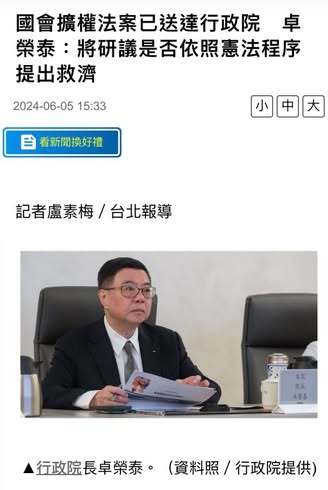 國會擴權法案已送達行政院　卓
榮泰：將研議是否依照憲法程序
提出救濟
2024-06-05 15:33
小 中 大
看新聞換好禮
記者盧素梅／台北報導
▲行政院長卓榮泰。（資料照／行政院提供)